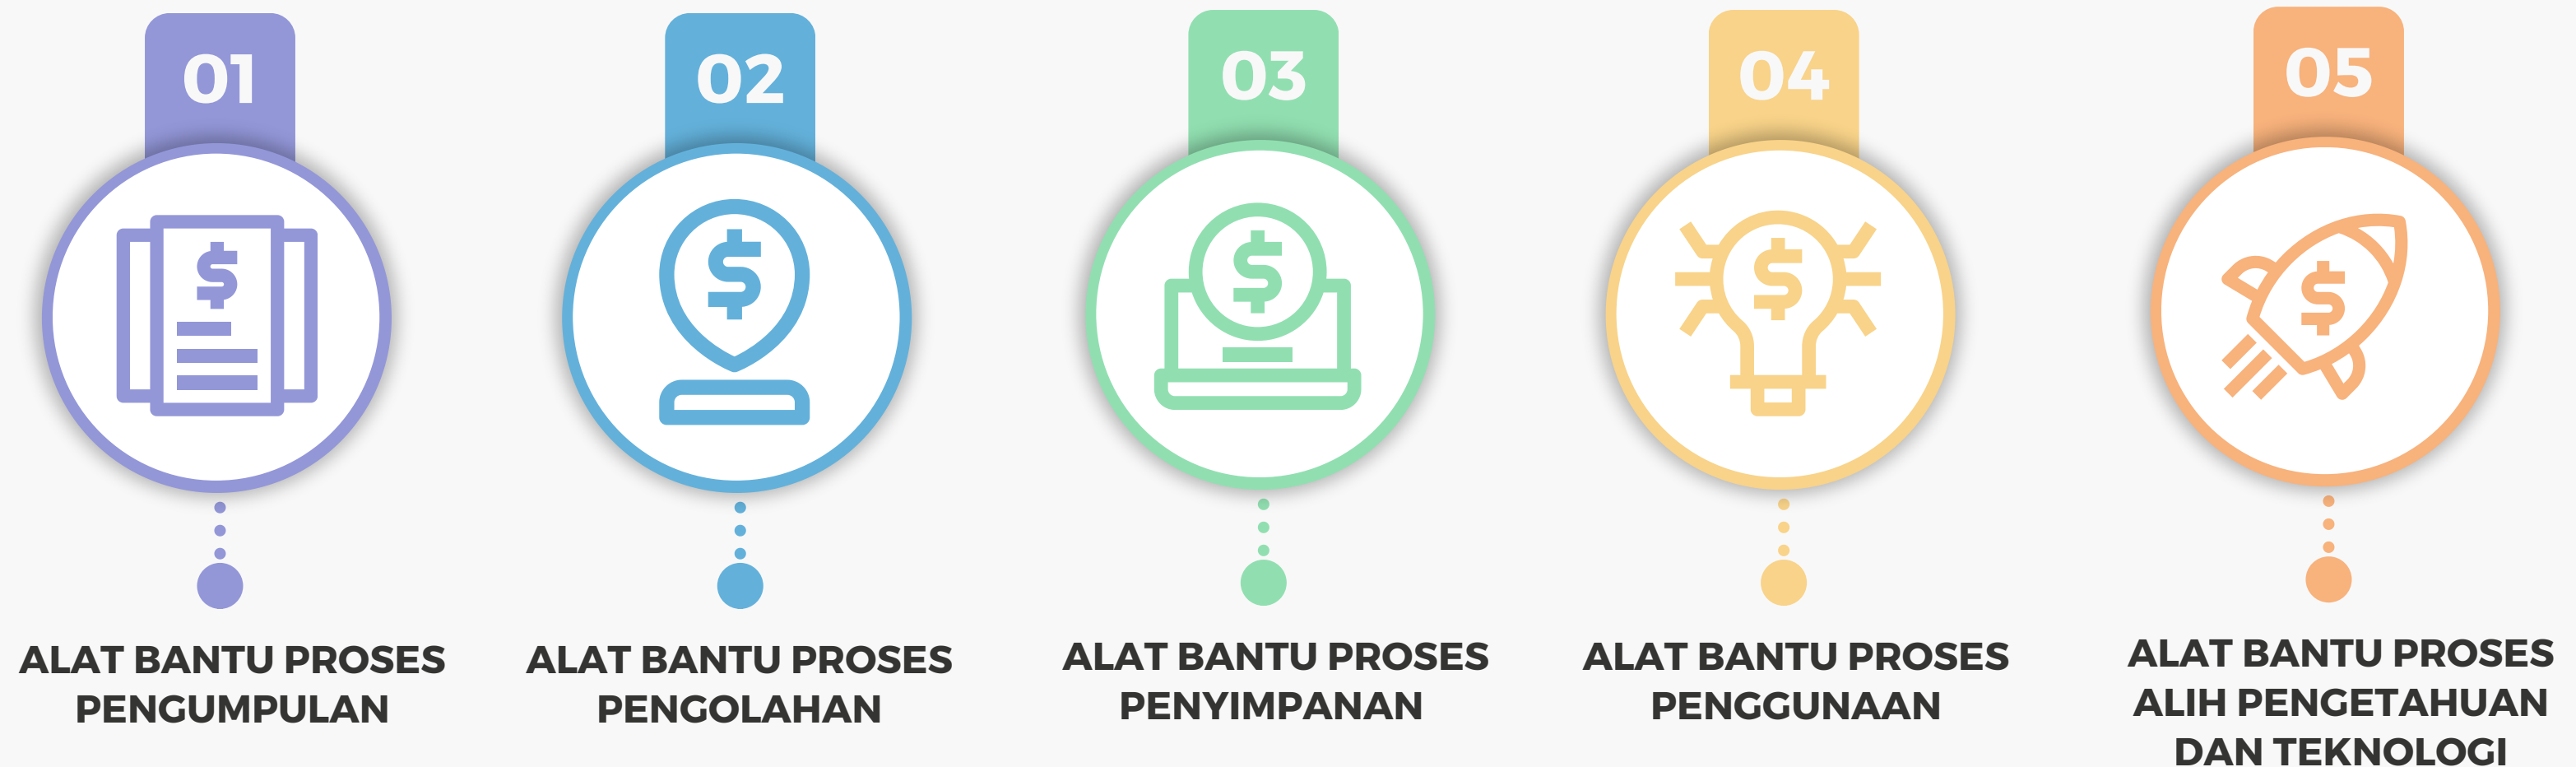 01
ALAT BANTU PROSES
PENGUMPULAN
02
ALAT BANTU PROSES
PENGOLAHAN
03
ALAT BANTU PROSES
PENYIMPANAN
04
ALAT BANTU PROSES
PENGGUNAAN
05
ALAT BANTU PROSES
ALIH PENGETAHUAN
DAN TEKNOLOGI
$
$
$
$
$